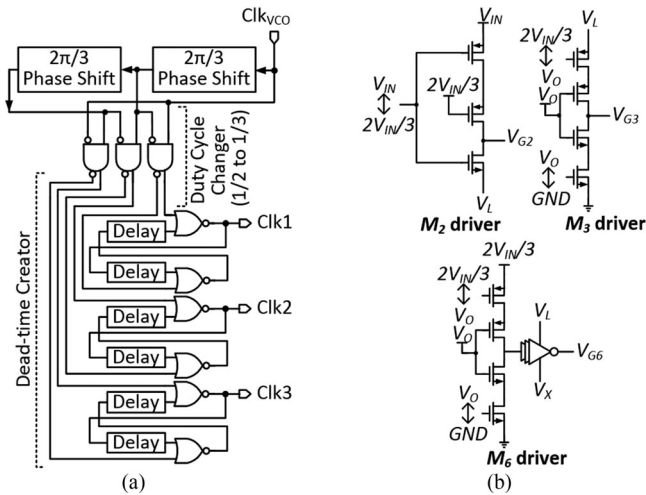 Clk_VCO
2π/3
Phase Shift
2π/3
Phase Shift
Duty Cycle
Changer
(1/2 to 1/3)
Dead-time Creator
Delay
Clk1
Delay
Delay
Clk2
Delay
Delay
Clk3
Delay
(a)
V_IN
V_IN
2V_IN/3
2V_IN/3
V_G2
V_L
M_2 driver
V_L
2V_IN/3
V_O
V_O
V_G3
V_O
GND
M_3 driver
2V_IN/3
2V_IN/3
V_O
V_O
V_L
V_G6
V_X
V_O
GND
M_6 driver
(b)